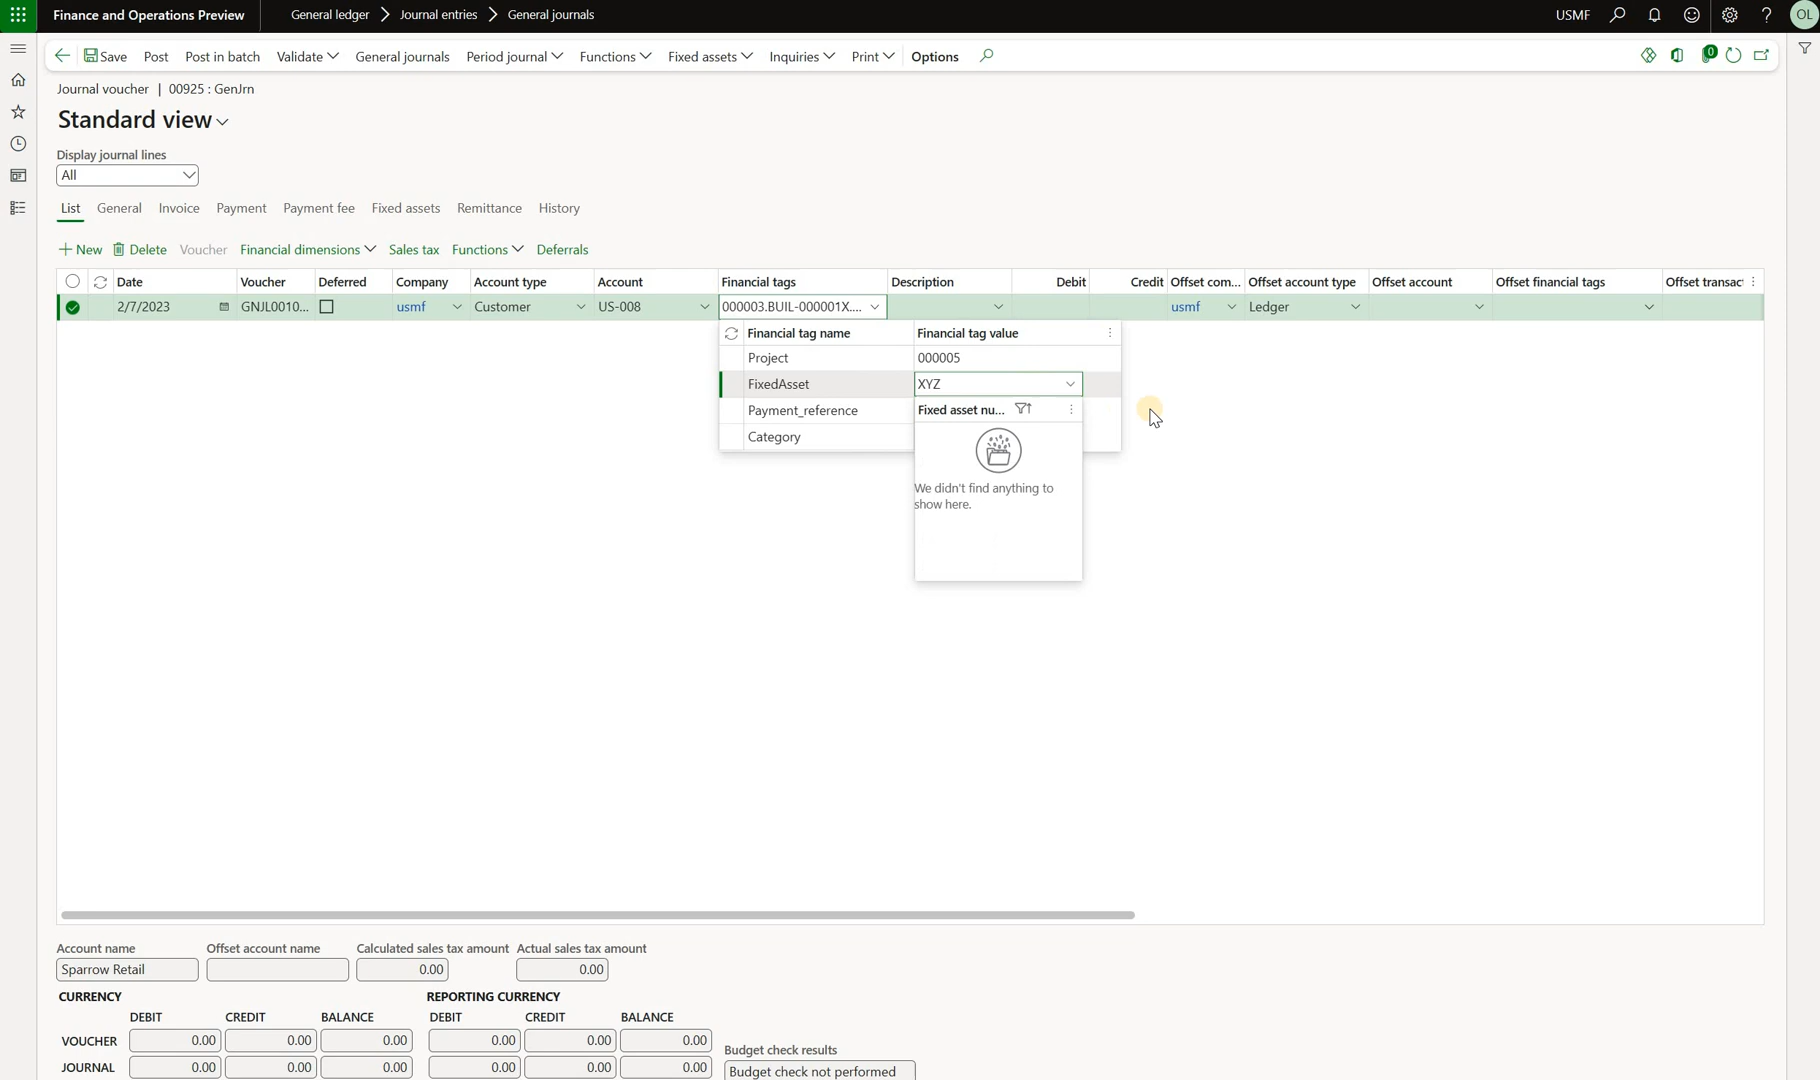 Finance and Operations Preview General ledger Journal entries General journals USMF OL
Save Post Post in batch Validate General journals Period journal Functions Fixed assets Inquiries Print Options 0
Journal voucher | 00925 : GenJrn
Standard view
Display journal lines
All
List General Invoice Payment Payment fee Fixed assets Remittance History
New Delete Voucher Financial dimensions Sales tax Functions Deferrals
Date Voucher Deferred Company Account type Account Financial tags Description Debit Credit Offset com... Offset account type Offset account Offset financial tags Offset transac
2/7/2023 GNJL0010... usmf Customer US-008 000003.BUIL-000001X.... usmf Ledger
Financial tag name Financial tag value
Project 000005
FixedAsset XYZ
Payment_reference Fixed asset nu...
Category
We didn't find anything to
show here.
Account name Offset account name Calculated sales tax amount Actual sales tax amount
Sparrow Retail 0.00 0.00
CURRENCY REPORTING CURRENCY
DEBIT CREDIT BALANCE DEBIT CREDIT BALANCE
VOUCHER 0.00 0.00 0.00 0.00 0.00 0.00
Budget check results
JOURNAL 0.00 0.00 0.00 0.00 0.00 0.00 Budget check not performed